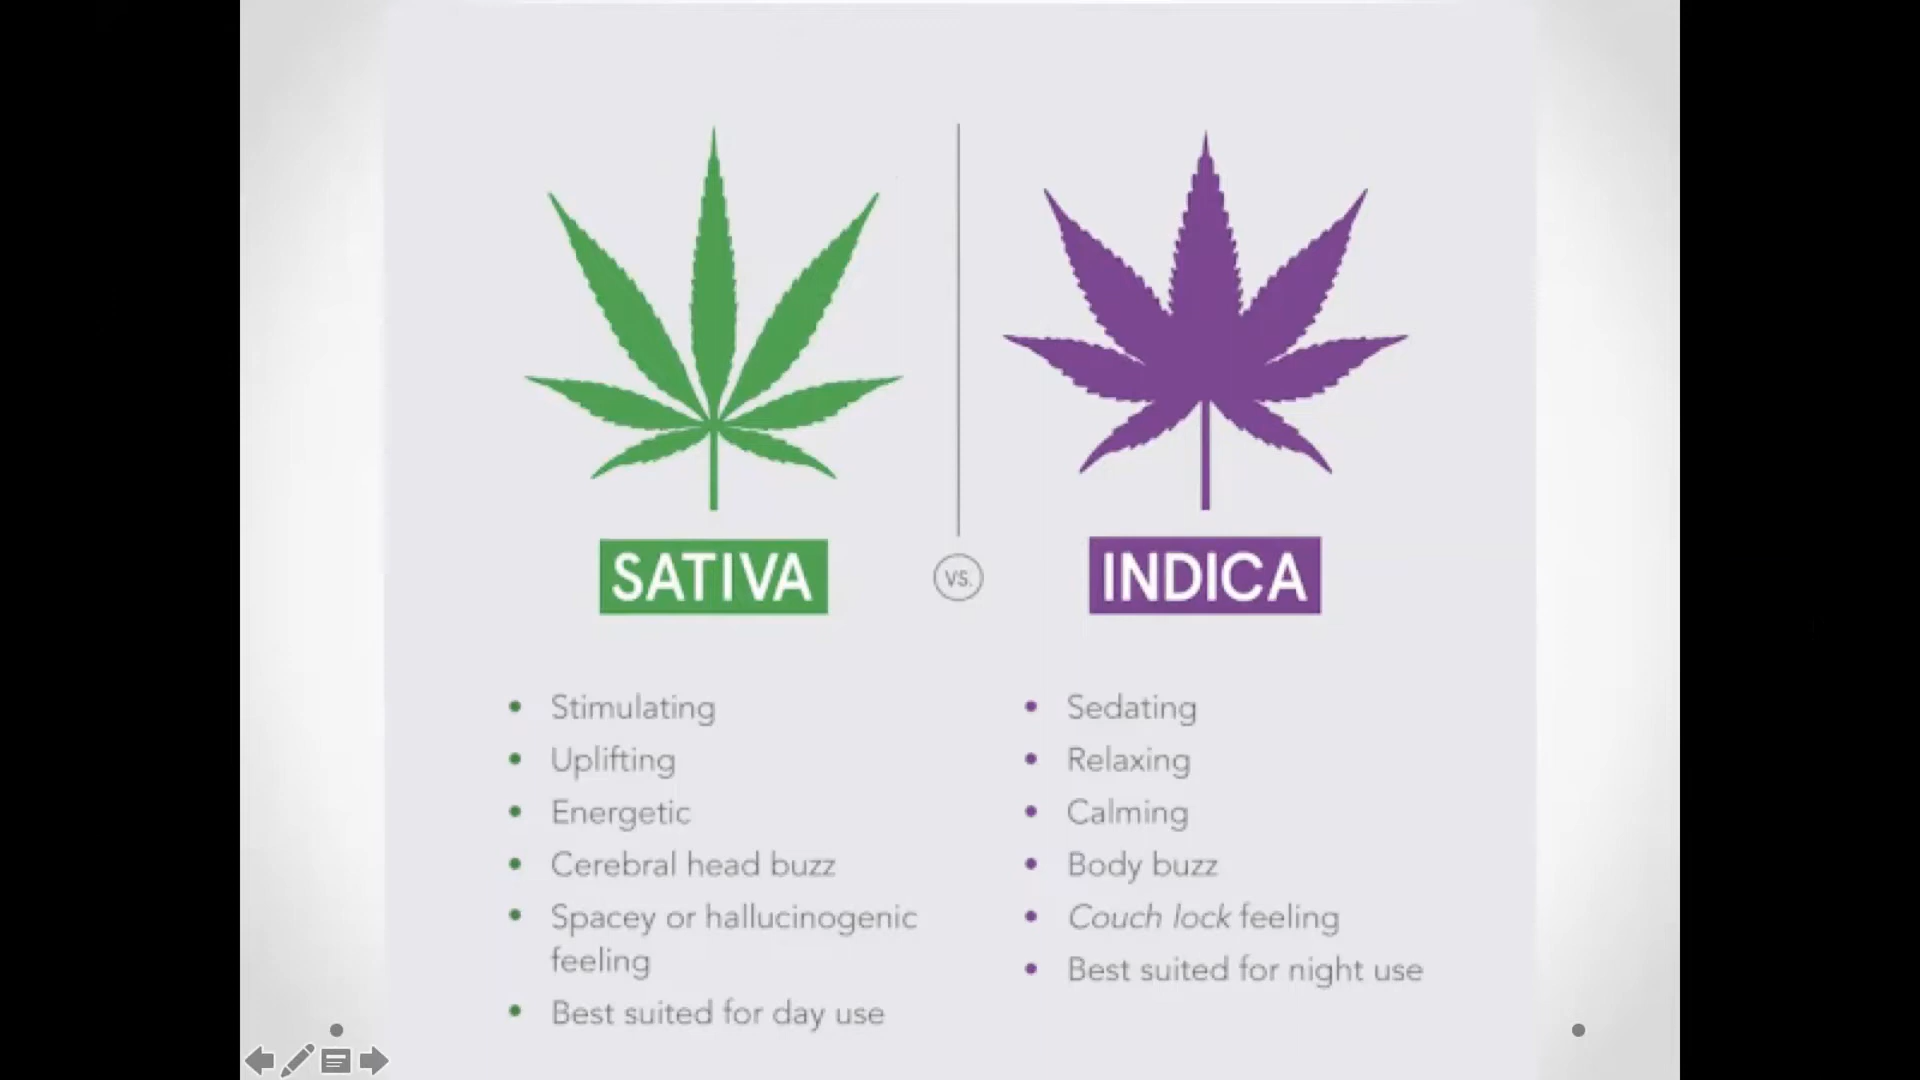 SATIVA
VS.
INDICA
Stimulating
Uplifting
Energetic
Cerebral head buzz
Spacey or hallucinogenic
feeling
Best suited for day use
Sedating
Relaxing
Calming
Body buzz
Couch lock feeling
Best suited for night use